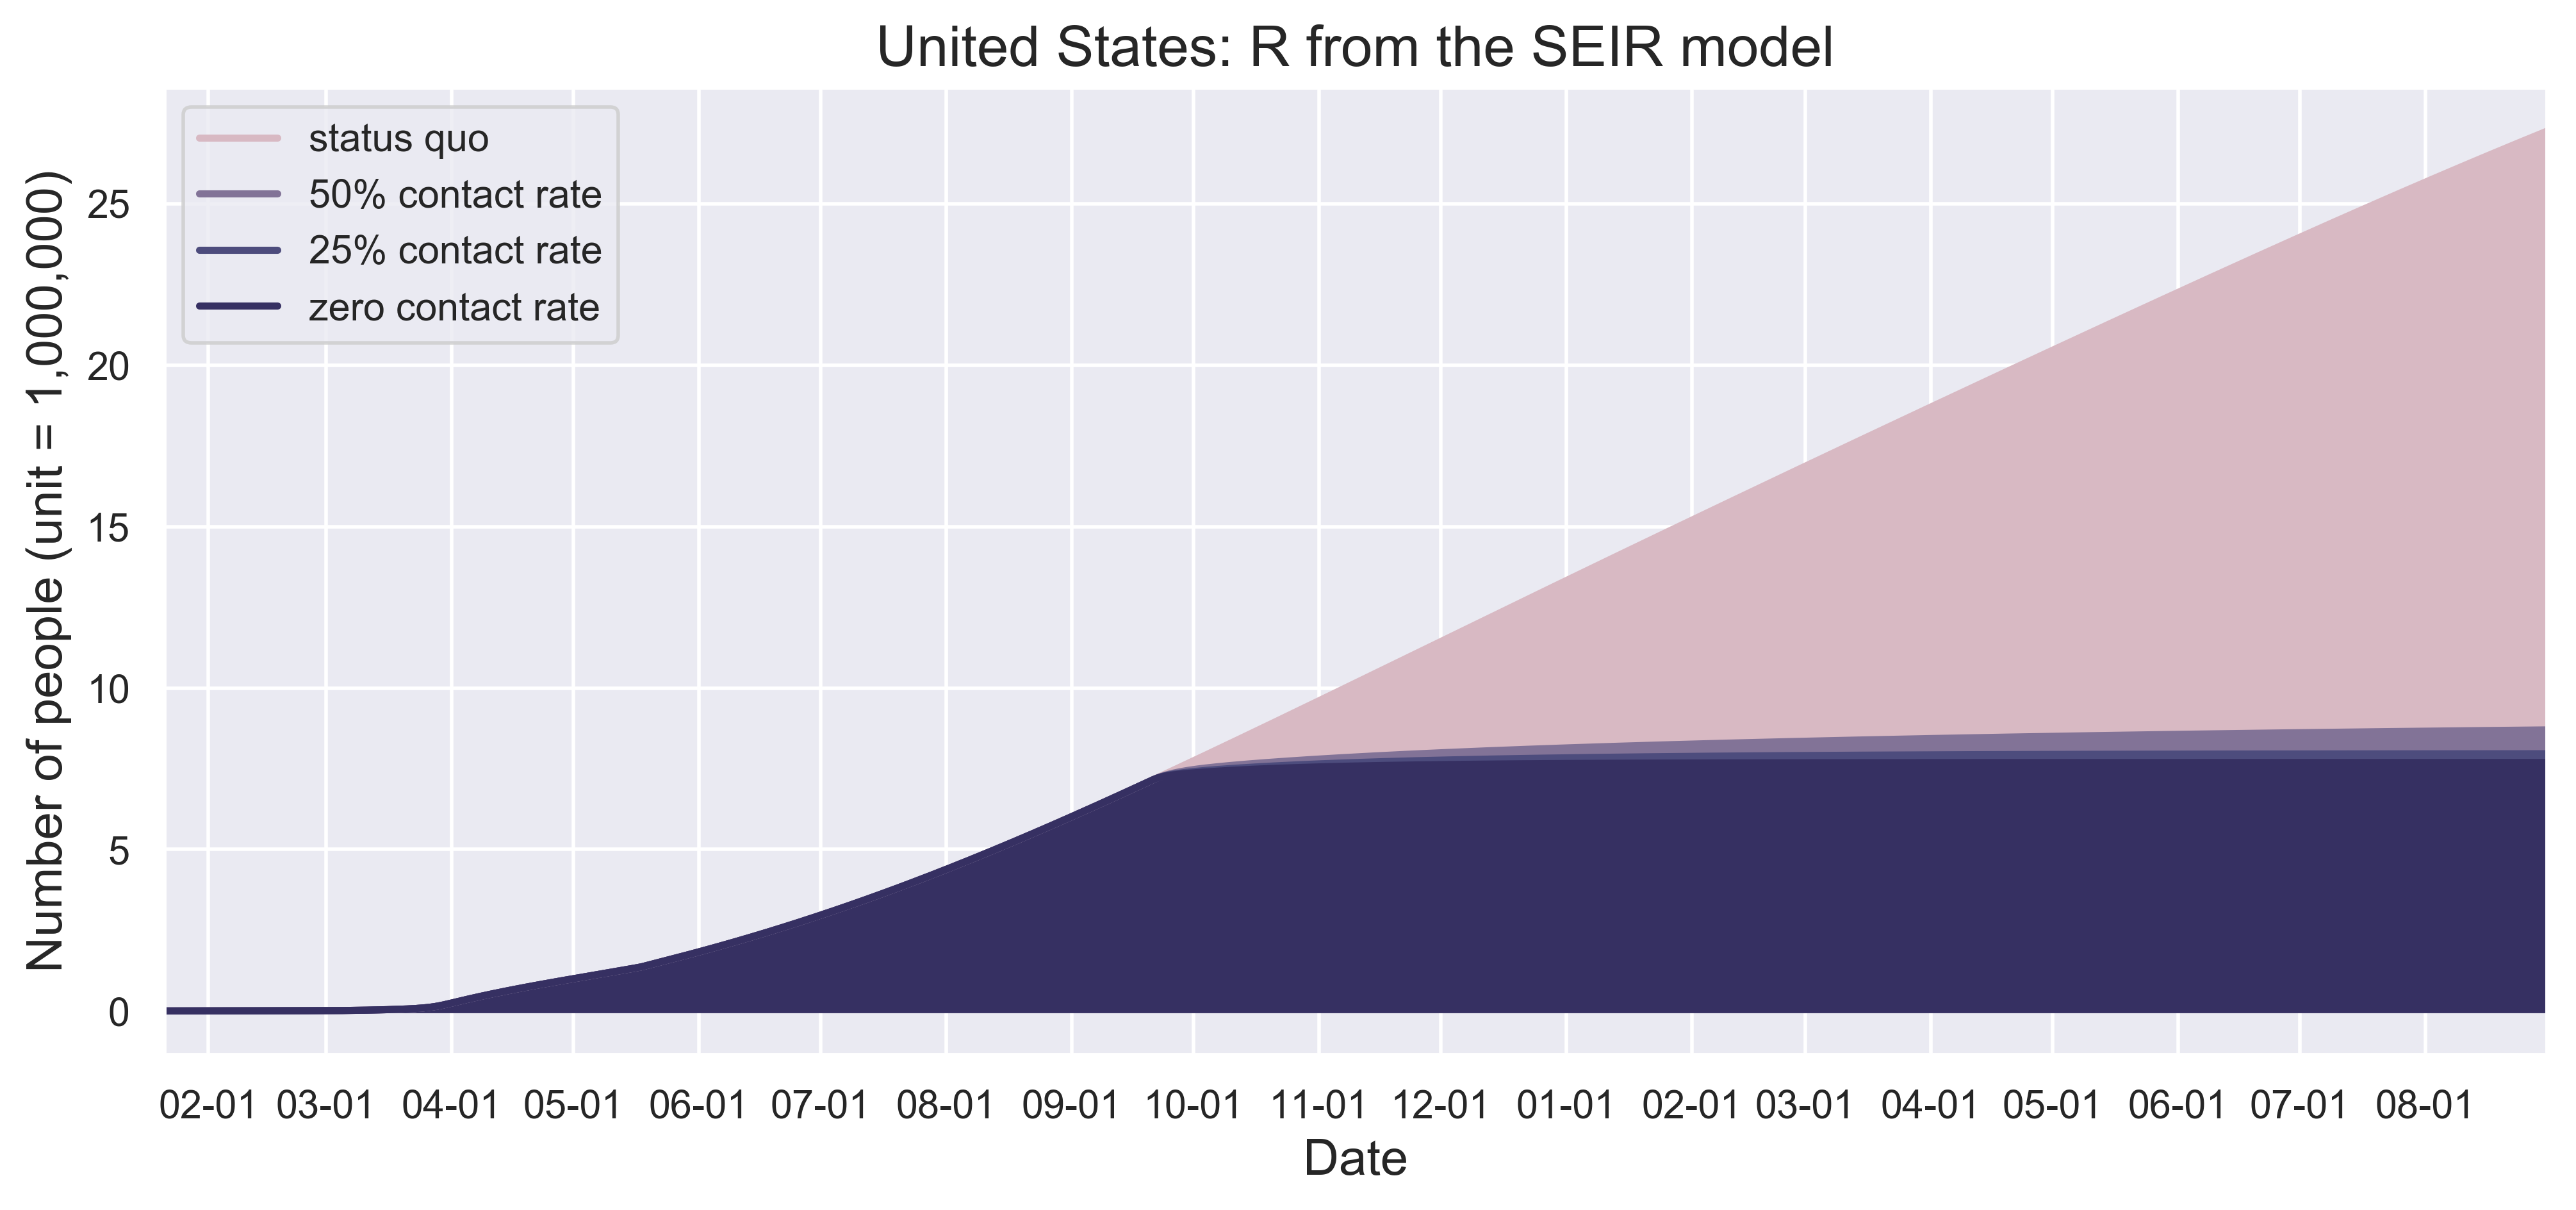 United States: R from the SEIR model
status quo
50% contact rate
25% contact rate
zero contact rate
Number of people (unit = 1,000,000)
25
20
15
10
5
0
02-01 03-01 04-01 05-01 06-01 07-01 08-01 09-01 10-01 11-01 12-01 01-01 02-01 03-01 04-01 05-01 06-01 07-01 08-01
Date